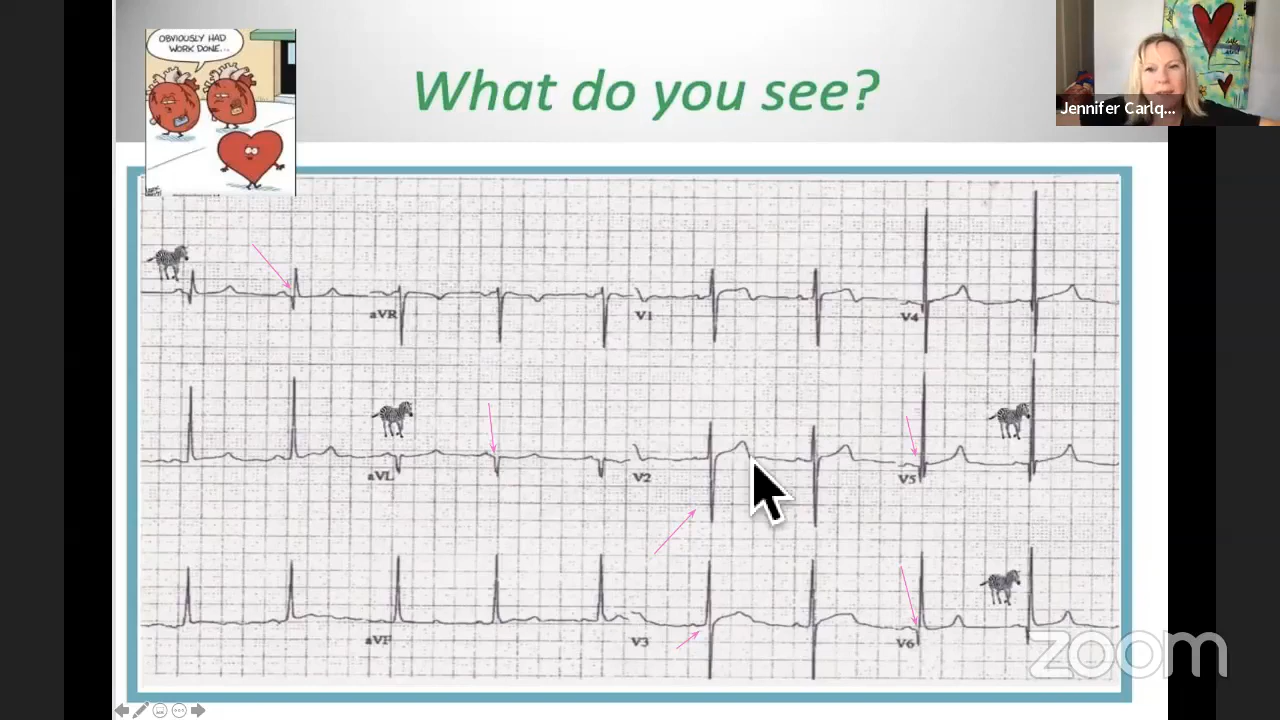 OBVIOUSLY HAD
WORK DONE...
What do you see?
Jennifer Carlq...
aVR
V1
V4
aVL
V2
V5
aVF
V3
V6
zoom